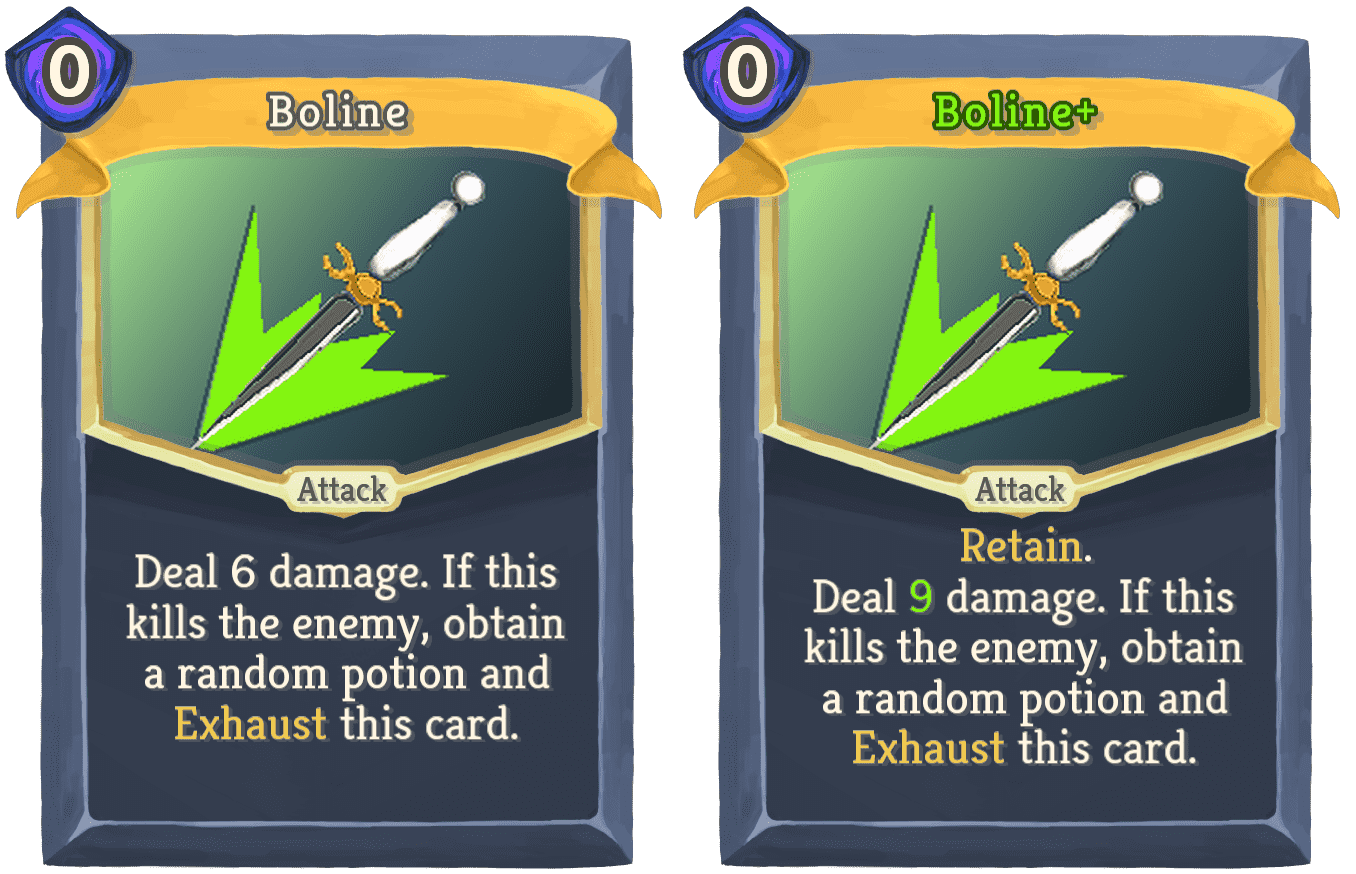 0
Boline
Attack
Deal 6 damage. If this
kills the enemy, obtain
a random potion and
Exhaust this card.
0
Boline+
Attack
Retain.
Deal 9 damage. If this
kills the enemy, obtain
a random potion and
Exhaust this card.